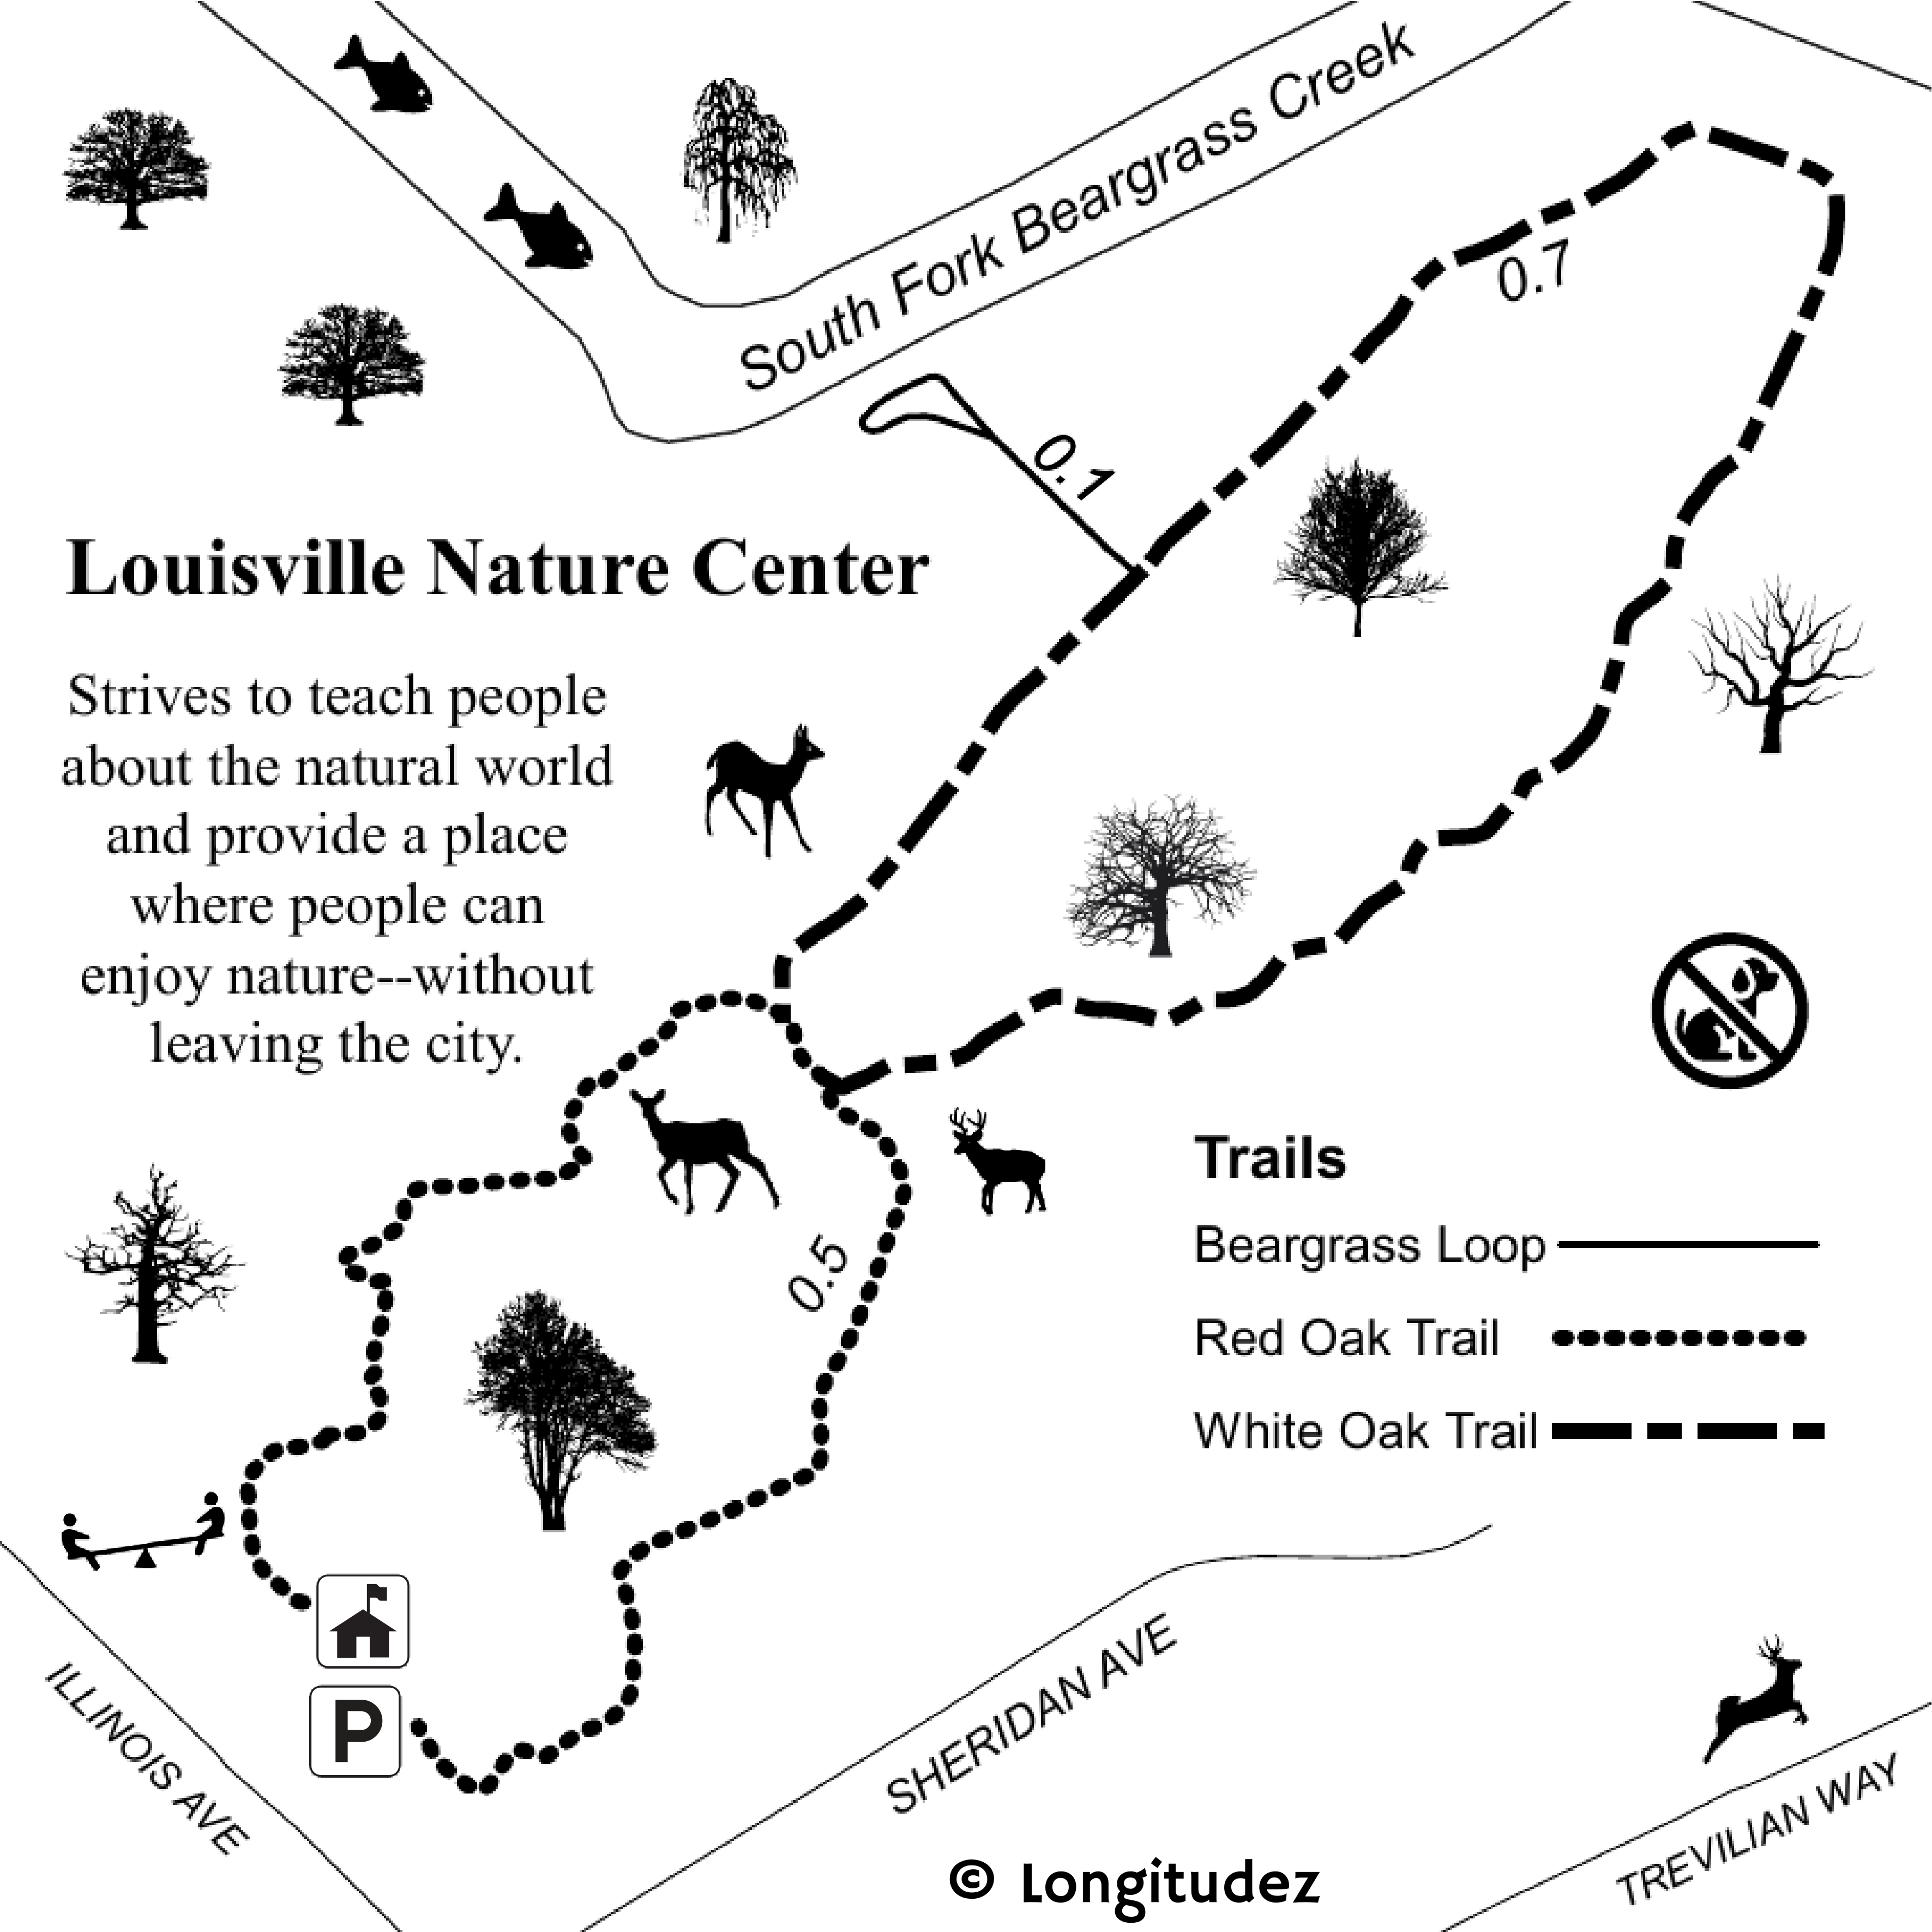 South Fork Beargrass Creek
0.7
0.1
Louisville Nature Center
Strives to teach people
about the natural world
and provide a place
where people can
enjoy nature--without
leaving the city.
Trails
Beargrass Loop
Red Oak Trail
White Oak Trail
0.5
P
ILLINOIS AVE
SHERIDAN AVE
TREVILIAN WAY
© Longitudez